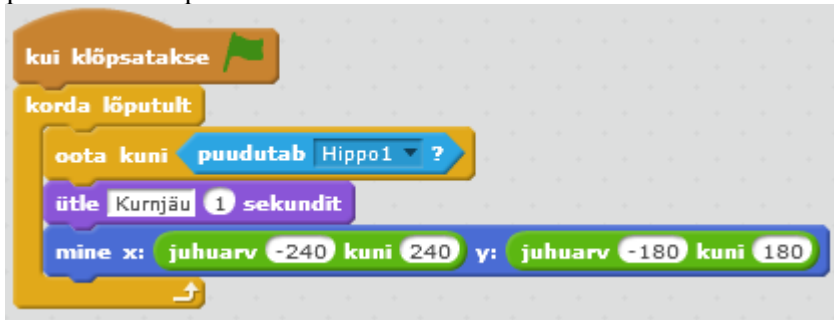 kui klõpsatakse
korda lõputult
oota kuni puudutab Hippo1 ?
ütle Kurnjäu 1 sekundit
mine x: juhuarv -240 kuni 240 y: juhuarv -180 kuni 180